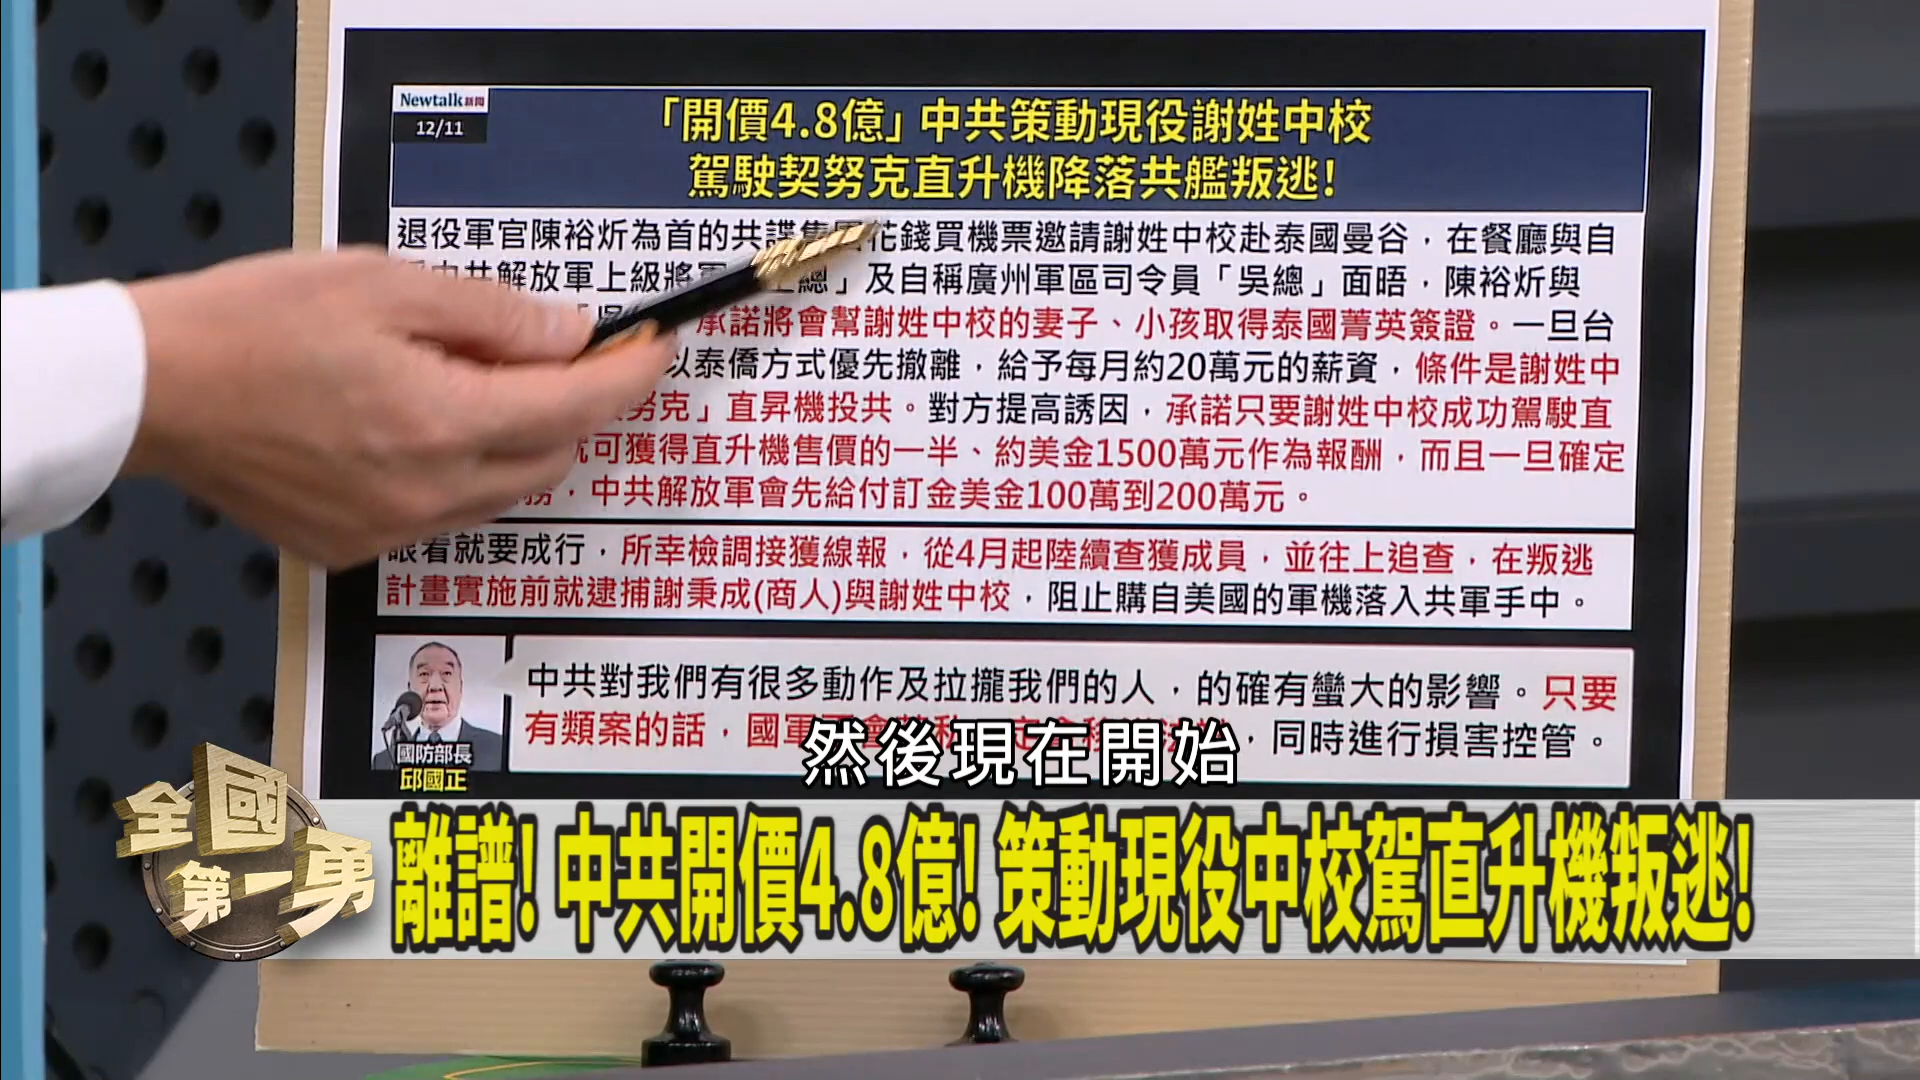 Newtalk新聞
12/11
「開價4.8億」中共策動現役謝姓中校
駕駛契努克直升機降落共艦叛逃!
退役軍官陳裕炘為首的共諜集團花錢買機票邀請謝姓中校赴泰國曼谷，在餐廳與自
中共解放軍上級將軍 總」及自稱廣州軍區司令員「吳總」面晤，陳裕炘與
承諾將會幫謝姓中校的妻子、小孩取得泰國菁英簽證。一旦台
以泰僑方式優先撤離，給予每月約20萬元的薪資，條件是謝姓中
努克」直昇機投共。對方提高誘因，承諾只要謝姓中校成功駕駛直
就可獲得直升機售價的一半、約美金1500萬元作為報酬，而且一旦確定
務，中共解放軍會先給付訂金美金100萬到200萬元。
眼看就要成行，所幸檢調接獲線報，從4月起陸續查獲成員，並往上追查，在叛逃
計畫實施前就逮捕謝秉成(商人)與謝姓中校，阻止購自美國的軍機落入共軍手中。
中共對我們有很多動作及拉攏我們的人，的確有蠻大的影響。只要
有類案的話，國軍 會 ，同時進行損害控管。
國防部長
邱國正
然後現在開始
全國第一勇
離譜!中共開價4.8億!策動現役中校駕直升機叛逃!